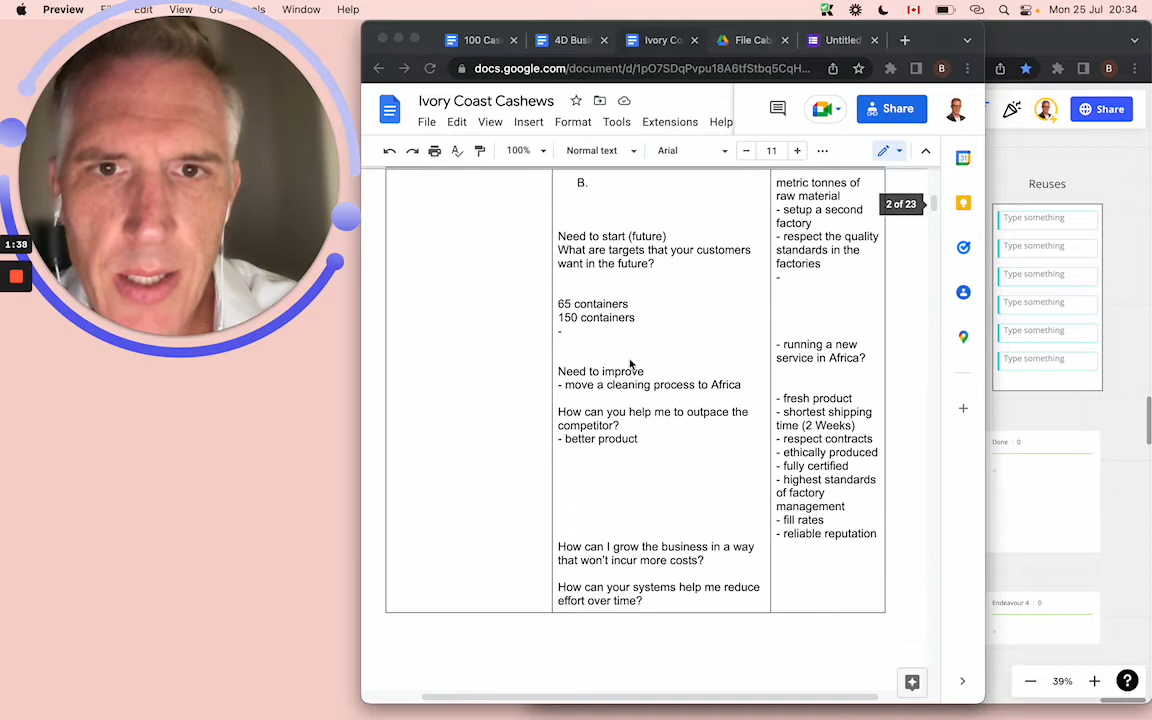 Preview
Edit
View
Go
Tools
Window
Help
Mon 25 Jul 20:34
1:38
100 Cas
4D Busi
Ivory Co
File Cab
Untitled
docs.google.com/document/d/1pO7SDqPvpu18A6tfStbq5CqH...
B
B
Ivory Coast Cashews
File Edit View Insert Format Tools Extensions Help
Share
Share
100%
Normal text
Arial
11
2 of 23
B.
Need to start (future)
What are targets that your customers
want in the future?
65 containers
150 containers
-
Need to improve
- move a cleaning process to Africa
How can you help me to outpace the
competitor?
- better product
How can I grow the business in a way
that won't incur more costs?
How can your systems help me reduce
effort over time?
metric tonnes of
raw material
- setup a second
factory
- respect the quality
standards in the
factories
-
- running a new
service in Africa?
- fresh product
- shortest shipping
time (2 Weeks)
- respect contracts
- ethically produced
- fully certified
- highest standards
of factory
management
- fill rates
- reliable reputation
31
Reuses
Type something
Type something
Type something
Type something
Type something
Type something
Done 0
Endeavour 4 0
39%